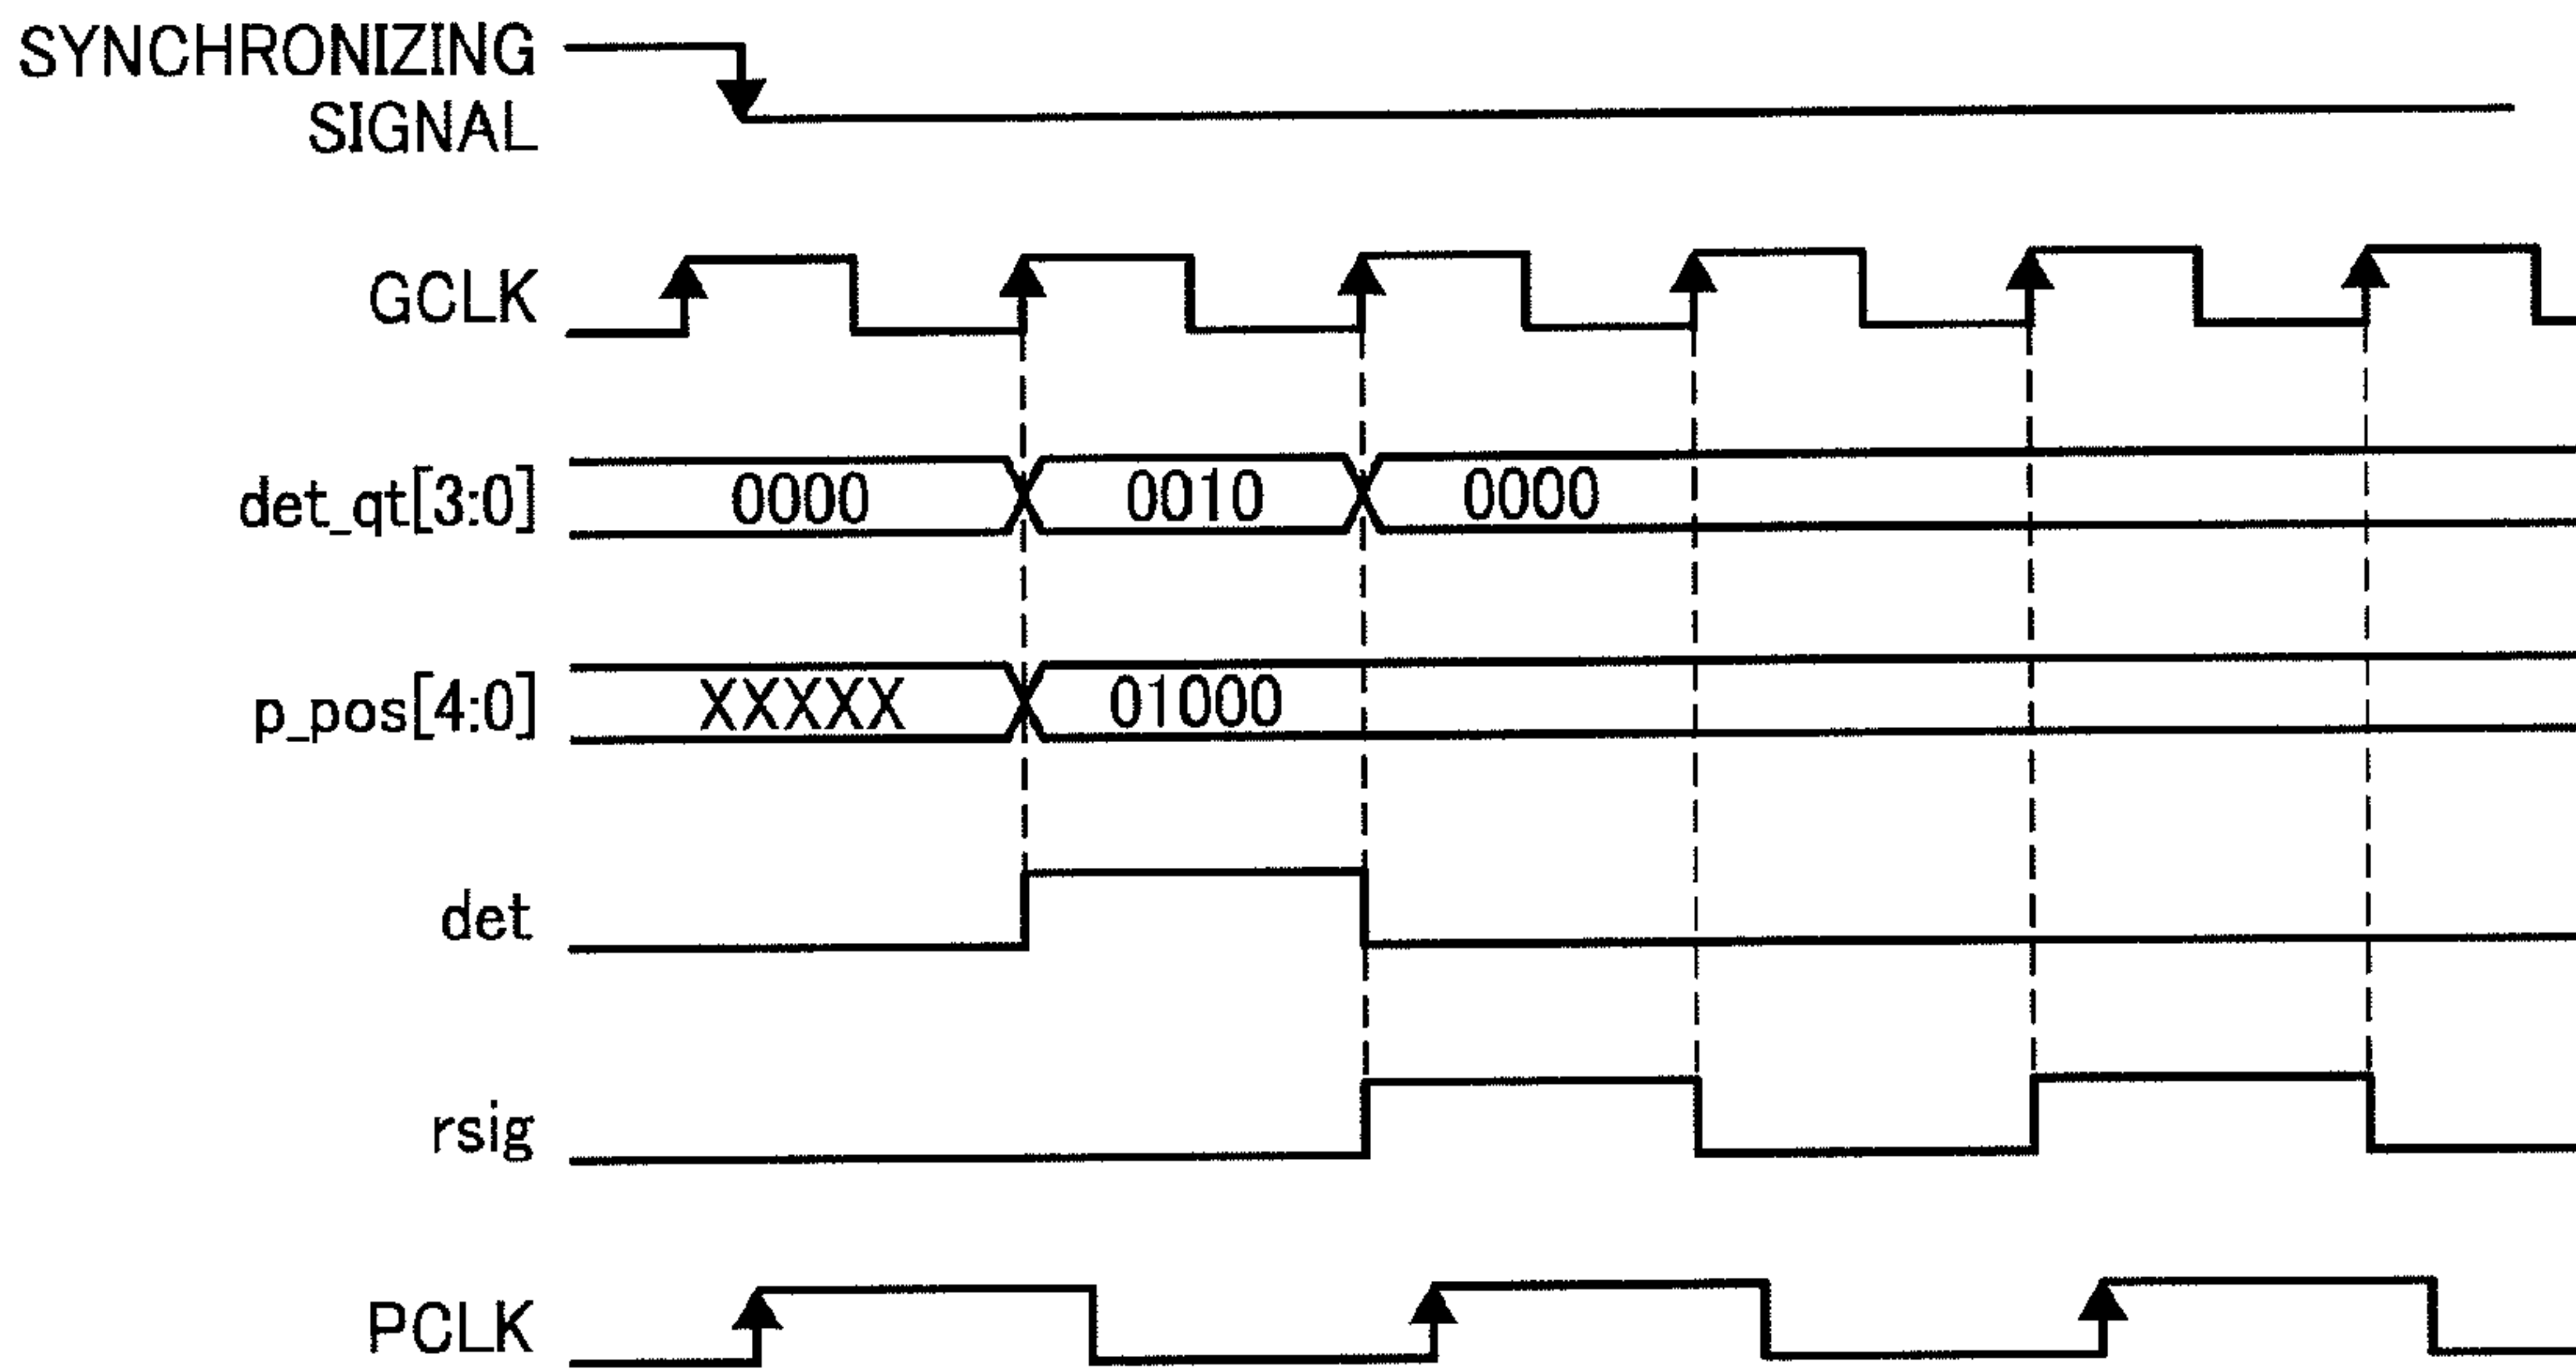 SYNCHRONIZING
SIGNAL
GCLK
det_qt[3:0]
0000
0010
0000
p_pos[4:0]
XXXXX
01000
det
rsig
PCLK